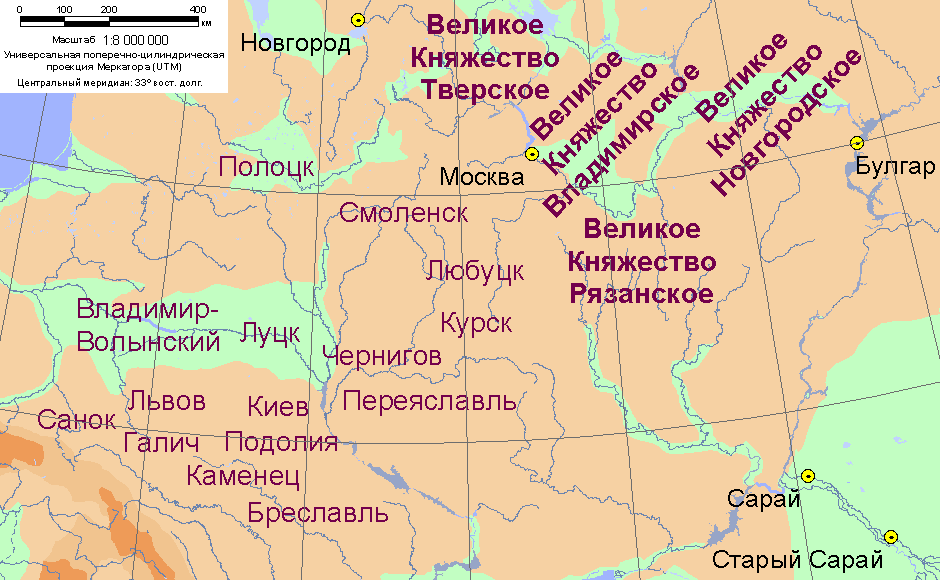 0 100 200 400
км
Масштаб 1:8 000 000
Универсальная поперечно-цилиндрическая
проекция Меркатора (UTM)
Центральный меридиан: 33° вост. долг.
Новгород
Великое
Княжество
Тверское
Великое
Княжество
Владимирское
Великое
Княжество
Новгородское
Полоцк
Москва
Булгар
Смоленск
Великое
Княжество
Рязанское
Любуцк
Владимир-
Волынский
Луцк
Курск
Чернигов
Львов
Киев
Переяславль
Санок
Галич
Подолия
Каменец
Бреславль
Сарай
Старый Сарай